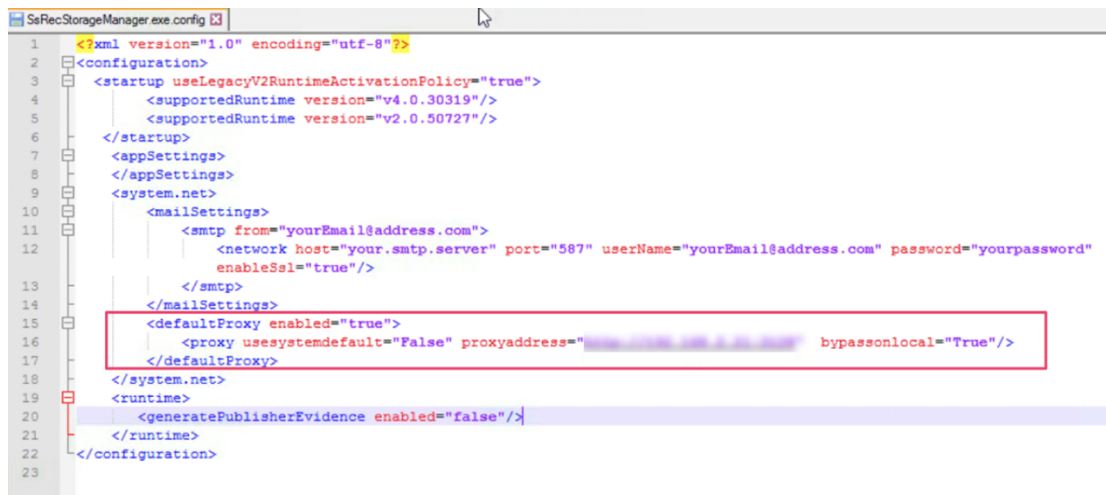 SsRecStorageManager.exe.config
1 <?xml version="1.0" encoding="utf-8"?>
2 <configuration>
3 <startup useLegacyV2RuntimeActivationPolicy="true">
4 <supportedRuntime version="v4.0.30319"/>
5 <supportedRuntime version="v2.0.50727"/>
6 </startup>
7 <appSettings>
8 </appSettings>
9 <system.net>
10 <mailSettings>
11 <smtp from="yourEmail@address.com">
12 <network host="your.smtp.server" port="587" userName="yourEmail@address.com" password="yourpassword"
enableSsl="true"/>
13 </smtp>
14 </mailSettings>
15 <defaultProxy enabled="true">
16 <proxy usesystemdefault="False" proxyaddress=" " bypassonlocal="True"/>
17 </defaultProxy>
18 </system.net>
19 <runtime>
20 <generatePublisherEvidence enabled="false"/>
21 </runtime>
22 </configuration>
23